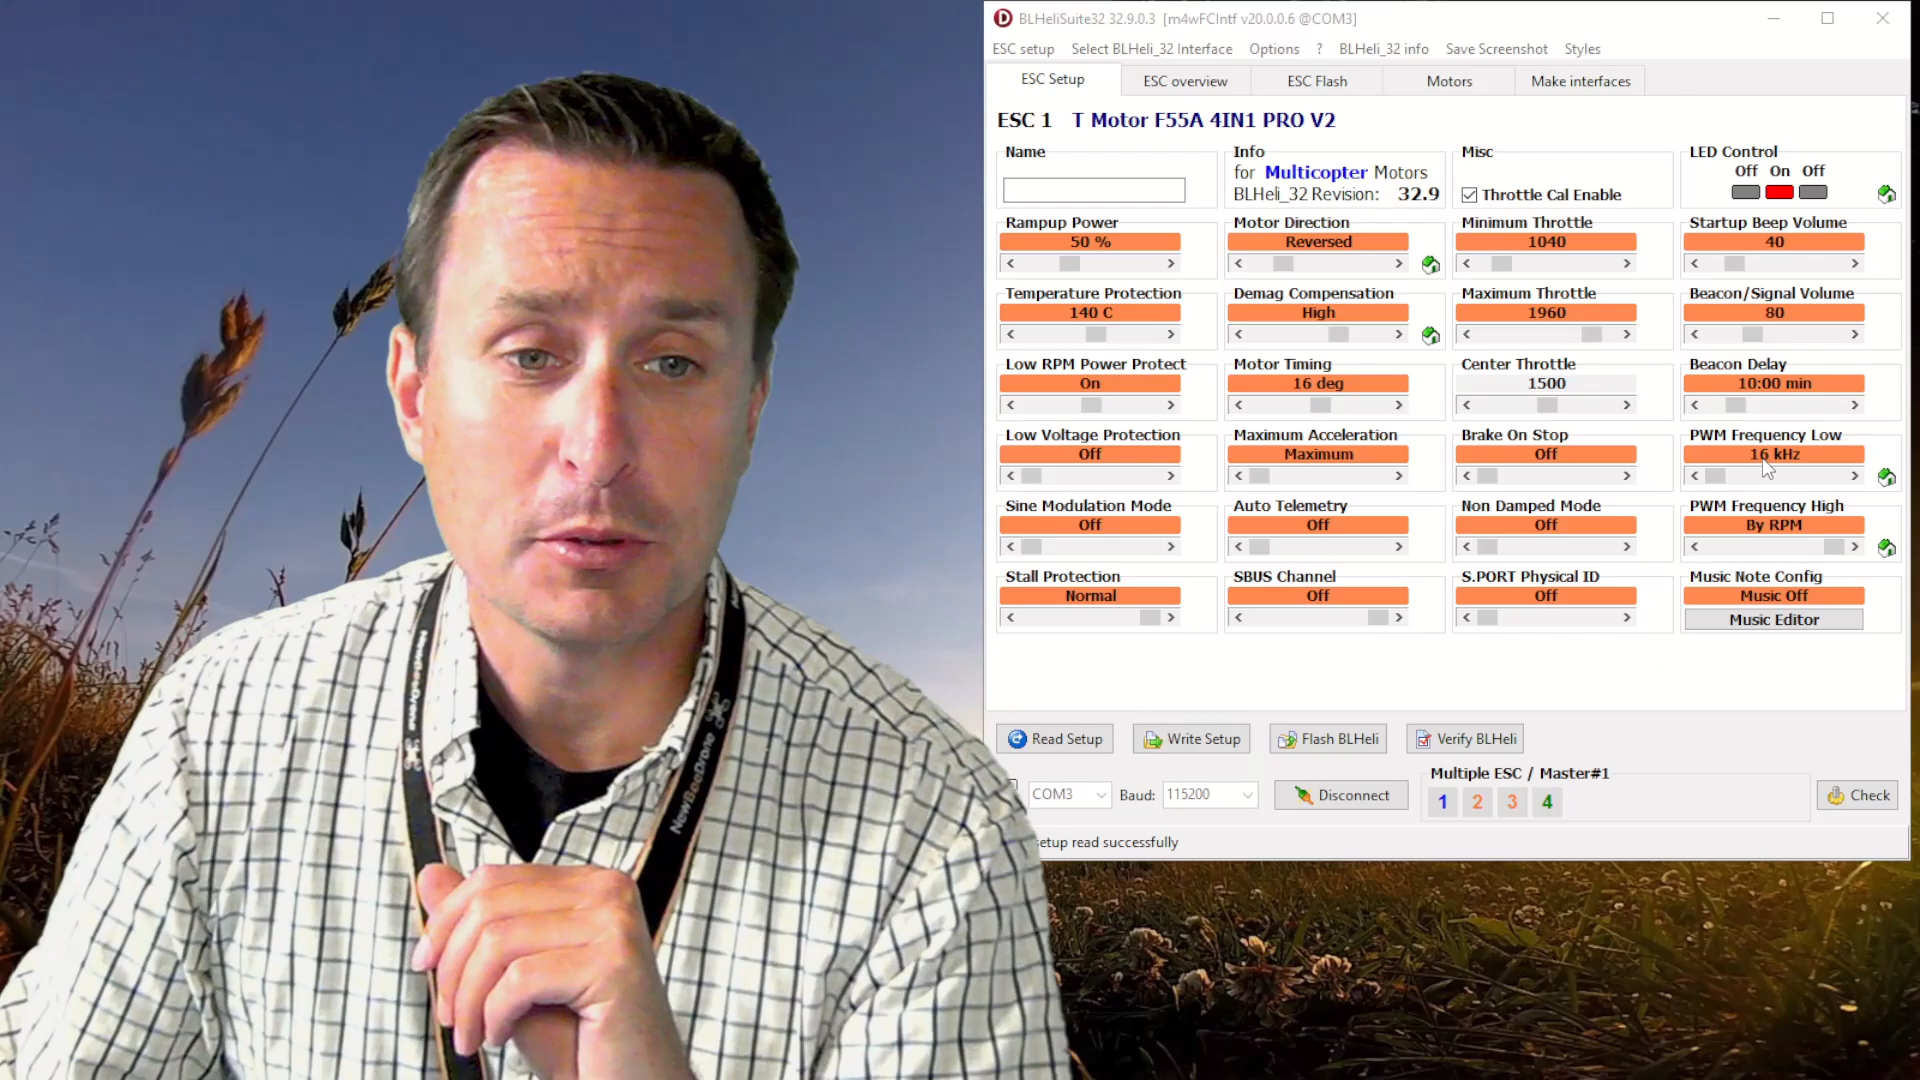 BLHeliSuite32 32.9.0.3 [m4wFCIntf v20.0.0.6 @COM3]
ESC setup Select BLHeli_32 Interface Options ? BLHeli_32 info Save Screenshot Styles
ESC Setup ESC overview ESC Flash Motors Make interfaces
ESC 1 T Motor F55A 4IN1 PRO V2
Name Info Misc LED Control
for Multicopter Motors Off On Off
BLHeli_32 Revision: 32.9 Throttle Cal Enable
Rampup Power Motor Direction Minimum Throttle Startup Beep Volume
50 % Reversed 1040 40
Temperature Protection Demag Compensation Maximum Throttle Beacon/Signal Volume
140 C High 1960 80
Low RPM Power Protect Motor Timing Center Throttle Beacon Delay
On 16 deg 1500 10:00 min
Low Voltage Protection Maximum Acceleration Brake On Stop PWM Frequency Low
Off Maximum Off 16 kHz
Sine Modulation Mode Auto Telemetry Non Damped Mode PWM Frequency High
Off Off Off By RPM
Stall Protection SBUS Channel S.PORT Physical ID Music Note Config
Normal Off Off Music Off
Music Editor
Read Setup Write Setup Flash BLHeli Verify BLHeli
Multiple ESC / Master#1
COM3 Baud: 115200 Disconnect 1 2 3 4 Check
setup read successfully
NewBeeDrone